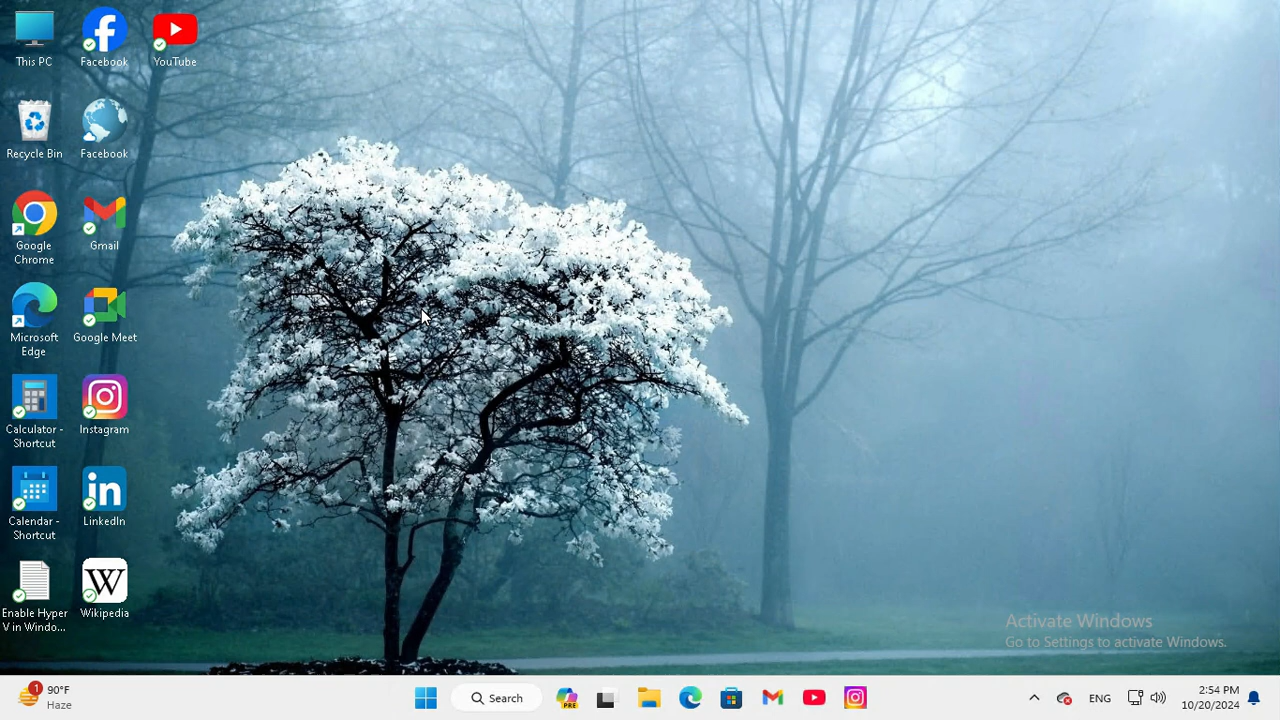 This PC
Facebook
YouTube
Recycle Bin
Facebook
Google
Chrome
Gmail
Microsoft
Edge
Google Meet
Calculator -
Shortcut
Instagram
Calendar -
Shortcut
LinkedIn
Enable Hyper
V in Windo...
Wikipedia
Activate Windows
Go to Settings to activate Windows.
1
90°F
Haze
Search
PRE
ENG
2:54 PM
10/20/2024